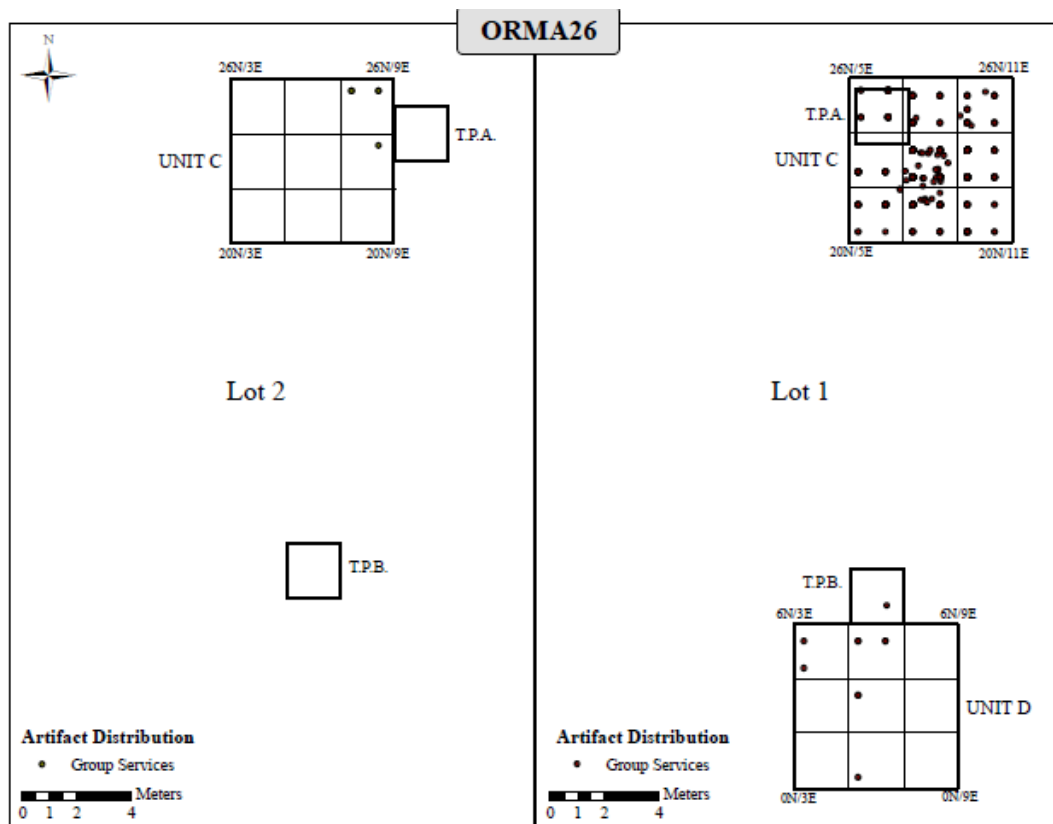 ORMA26
N
26N/3E
26N/9E
T.P.A.
UNIT C
20N/3E
20N/9E
Lot 2
T.P.B.
Artifact Distribution
Group Services
Meters
0 1 2 4
26N/5E
26N/11E
T.P.A.
UNIT C
20N/5E
20N/11E
Lot 1
T.P.B.
6N/3E
6N/9E
UNIT D
0N/3E
0N/9E
Artifact Distribution
Group Services
Meters
0 1 2 4